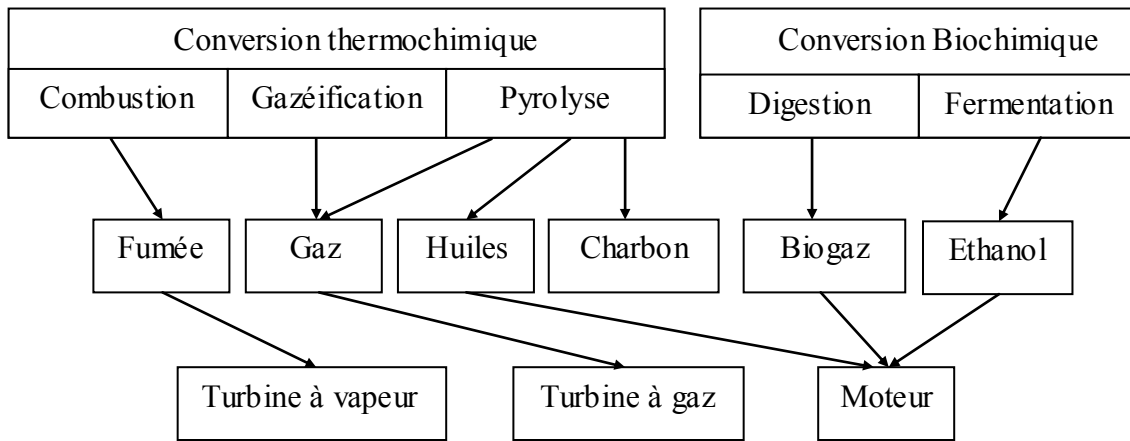 Conversion thermochimique
Conversion Biochimique
Combustion
Gazéification
Pyrolyse
Digestion
Fermentation
Fumée
Gaz
Huiles
Charbon
Biogaz
Ethanol
Turbine à vapeur
Turbine à gaz
Moteur